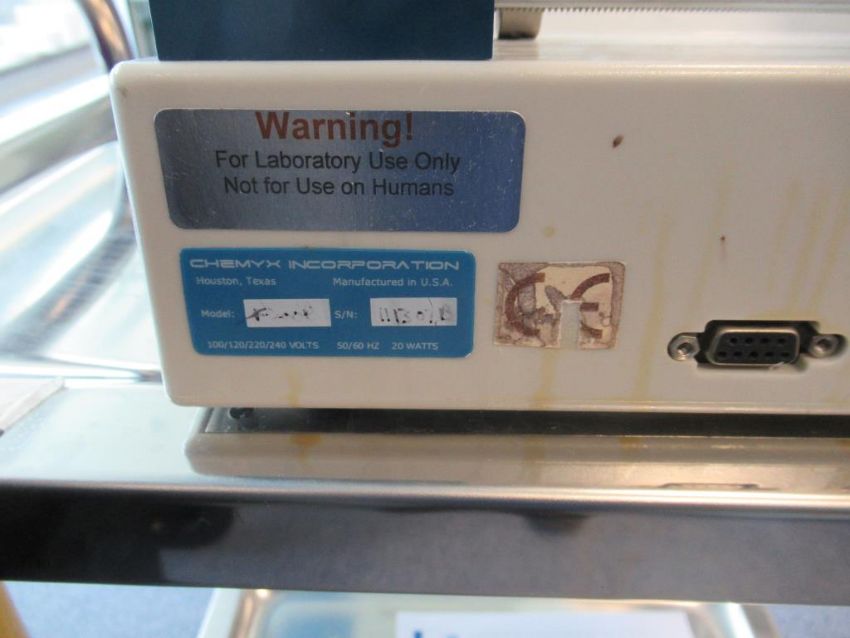 Warning!
For Laboratory Use Only
Not for Use on Humans
CHEMYX INCORPORATION
Houston, Texas Manufactured in U.S.A.
Model: S/N:
100/120/220/240 VOLTS 50/60 HZ 20 WATTS
CE